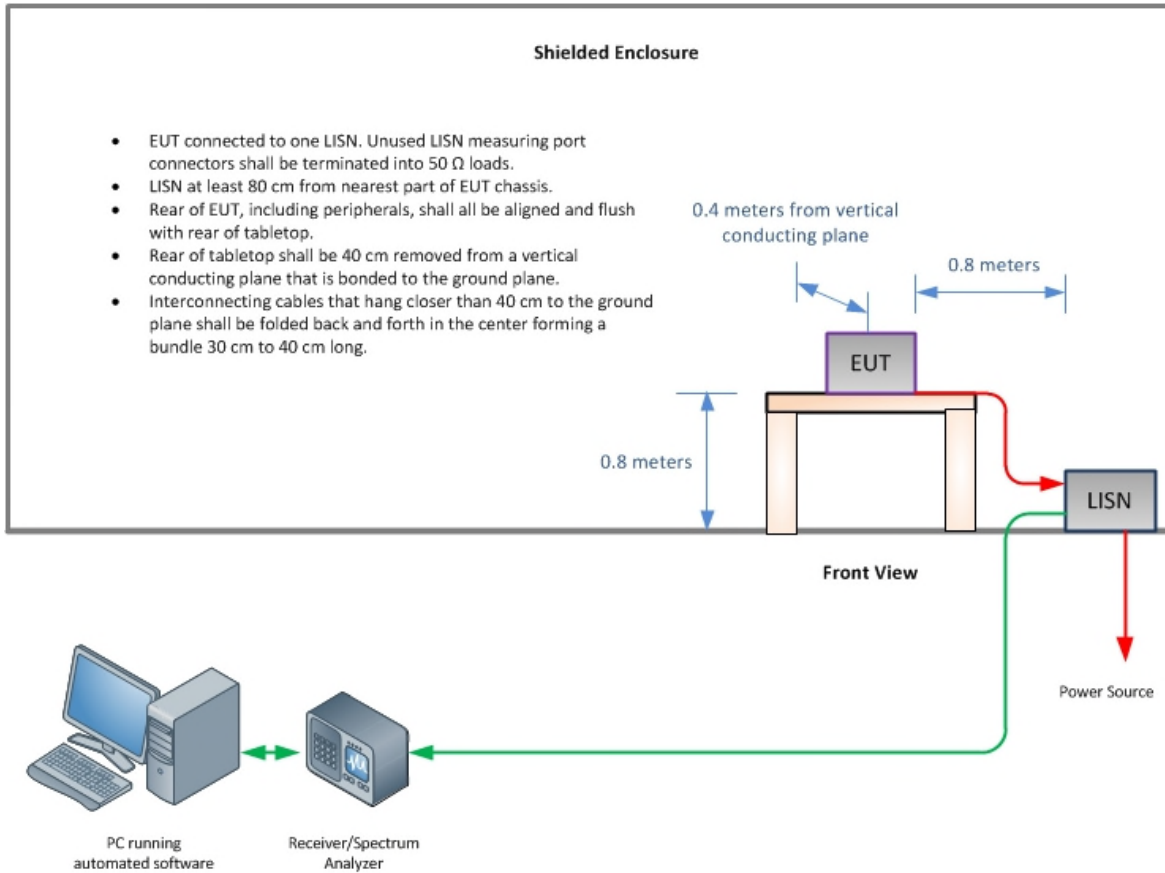 Shielded Enclosure
• EUT connected to one LISN. Unused LISN measuring port
connectors shall be terminated into 50 Ω loads.
• LISN at least 80 cm from nearest part of EUT chassis.
• Rear of EUT, including peripherals, shall all be aligned and flush
with rear of tabletop.
• Rear of tabletop shall be 40 cm removed from a vertical
conducting plane that is bonded to the ground plane.
• Interconnecting cables that hang closer than 40 cm to the ground
plane shall be folded back and forth in the center forming a
bundle 30 cm to 40 cm long.
0.4 meters from vertical
conducting plane
0.8 meters
EUT
0.8 meters
LISN
Front View
Power Source
PC running
automated software
Receiver/Spectrum
Analyzer